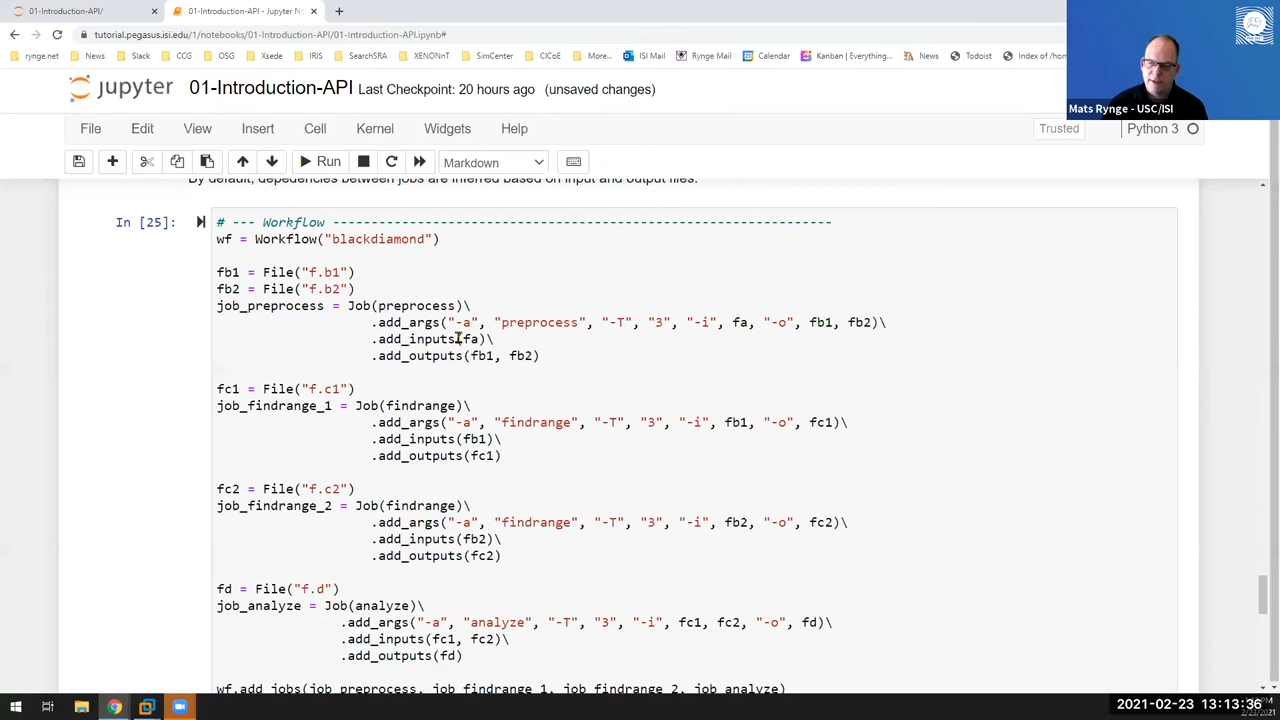 01-Introduction-API/
01-Introduction-API - Jupyter N
tutorial.pegasus.isi.edu/1/notebooks/01-Introduction-API/01-Introduction-API.ipynb#
rynge.net News Slack CCG OSG Xsede IRIS SearchSRA XENONnT SimCenter CICoE More... ISI Mail Rynge Mail Calendar Kanban | Everything... News Todoist Index of /hom
Mats Rynge - USC/ISI
jupyter 01-Introduction-API Last Checkpoint: 20 hours ago (unsaved changes)
File Edit View Insert Cell Kernel Widgets Help
Trusted Python 3
Run Markdown
By default, depedencies between jobs are inferred based on input and output files.
In [25]:
# --- Workflow -----------------------------------------------------------------
wf = Workflow("blackdiamond")
fb1 = File("f.b1")
fb2 = File("f.b2")
job_preprocess = Job(preprocess)\
.add_args("-a", "preprocess", "-T", "3", "-i", fa, "-o", fb1, fb2)\
.add_inputs(fa)\
.add_outputs(fb1, fb2)
fc1 = File("f.c1")
job_findrange_1 = Job(findrange)\
.add_args("-a", "findrange", "-T", "3", "-i", fb1, "-o", fc1)\
.add_inputs(fb1)\
.add_outputs(fc1)
fc2 = File("f.c2")
job_findrange_2 = Job(findrange)\
.add_args("-a", "findrange", "-T", "3", "-i", fb2, "-o", fc2)\
.add_inputs(fb2)\
.add_outputs(fc2)
fd = File("f.d")
job_analyze = Job(analyze)\
.add_args("-a", "analyze", "-T", "3", "-i", fc1, fc2, "-o", fd)\
.add_inputs(fc1, fc2)\
.add_outputs(fd)
wf.add_jobs(job_preprocess, job_findrange_1, job_findrange_2, job_analyze)
2021-02-23 13:13:36